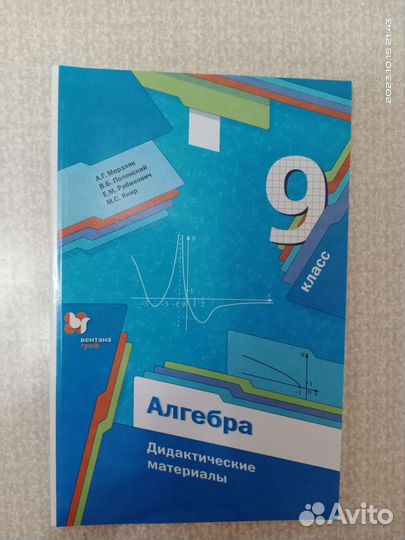 2023.10.15 21:43
А.Г. Мерзляк
В.Б. Полонский
Е.М. Рабинович
М.С. Якир
9
класс
вентана
граф
Алгебра
Дидактические
материалы
Avito